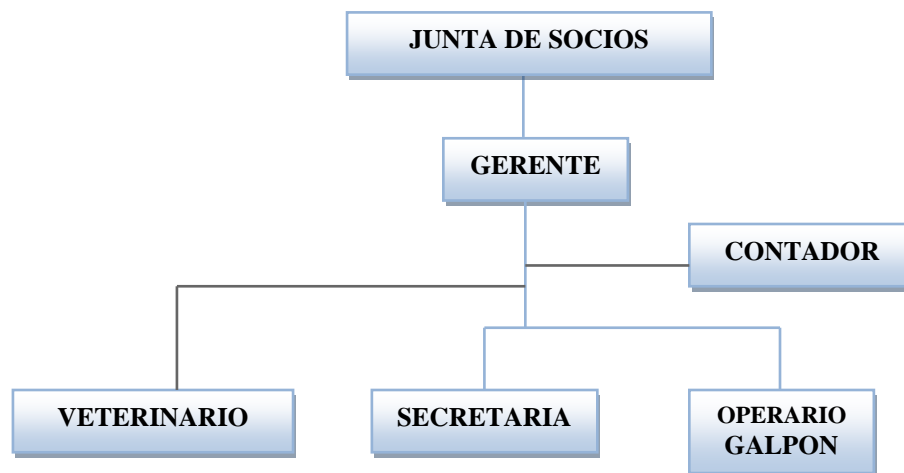 JUNTA DE SOCIOS
GERENTE
CONTADOR
VETERINARIO
SECRETARIA
OPERARIO
GALPON